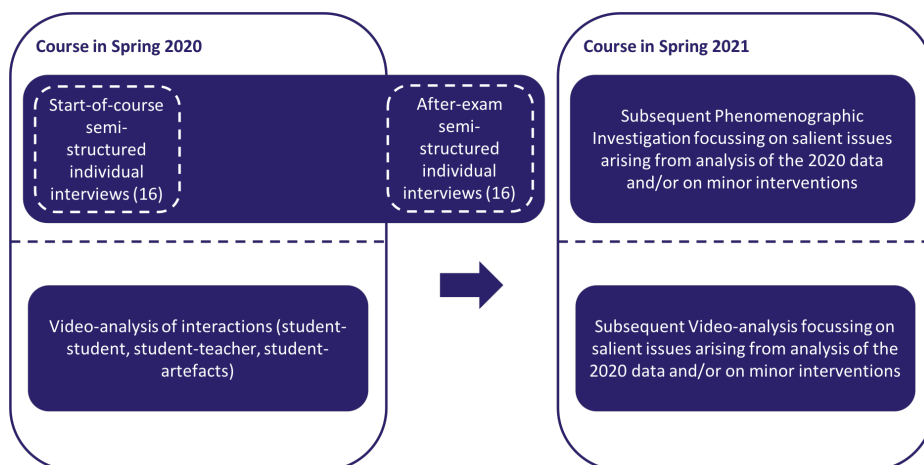 Course in Spring 2020
Start-of-course
semi-
structured
individual
interviews (16)
After-exam
semi-
structured
individual
interviews (16)
Video-analysis of interactions (student-
student, student-teacher, student-
artefacts)
Course in Spring 2021
Subsequent Phenomenographic
Investigation focussing on salient issues
arising from analysis of the 2020 data
and/or on minor interventions
Subsequent Video-analysis focussing on
salient issues arising from analysis of the
2020 data and/or on minor interventions